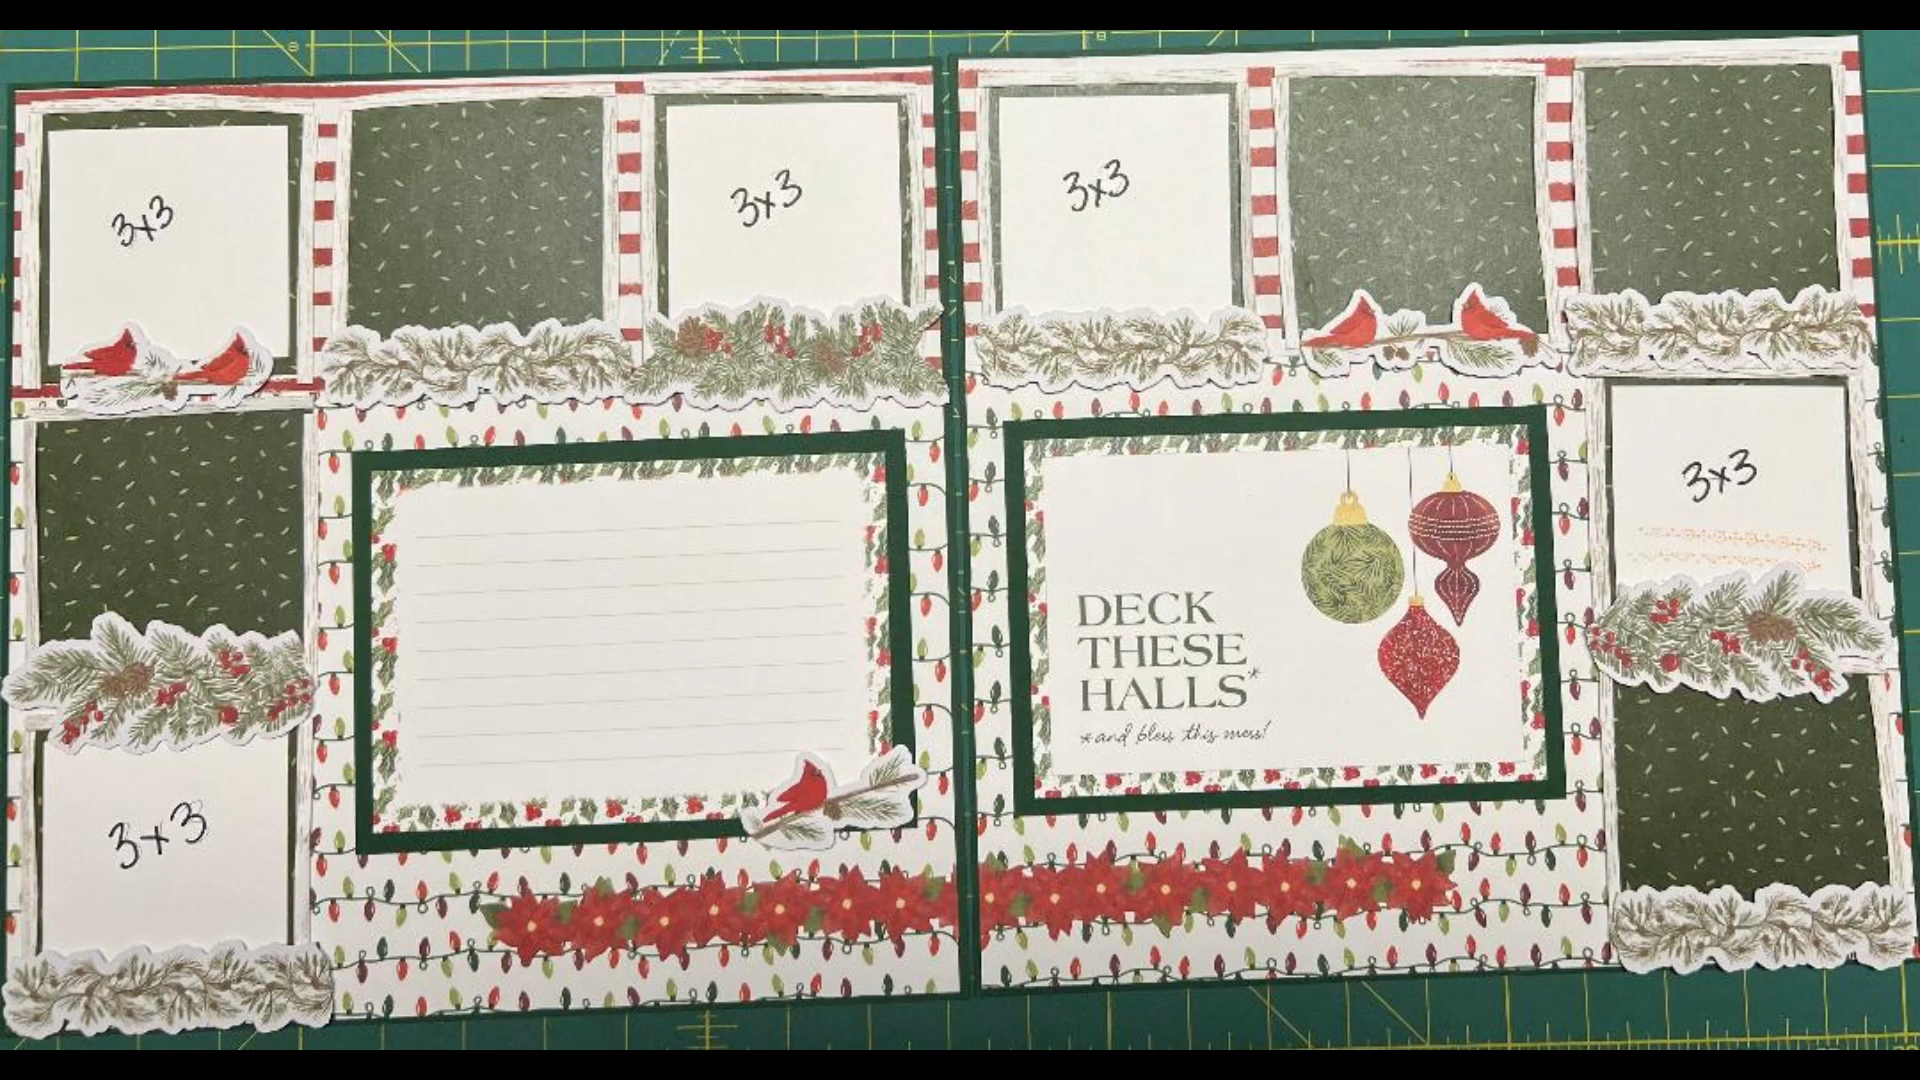 3x3
3x3
3x3
3x3
3x3
DECK
THESE
HALLS*
*and bless this mess!